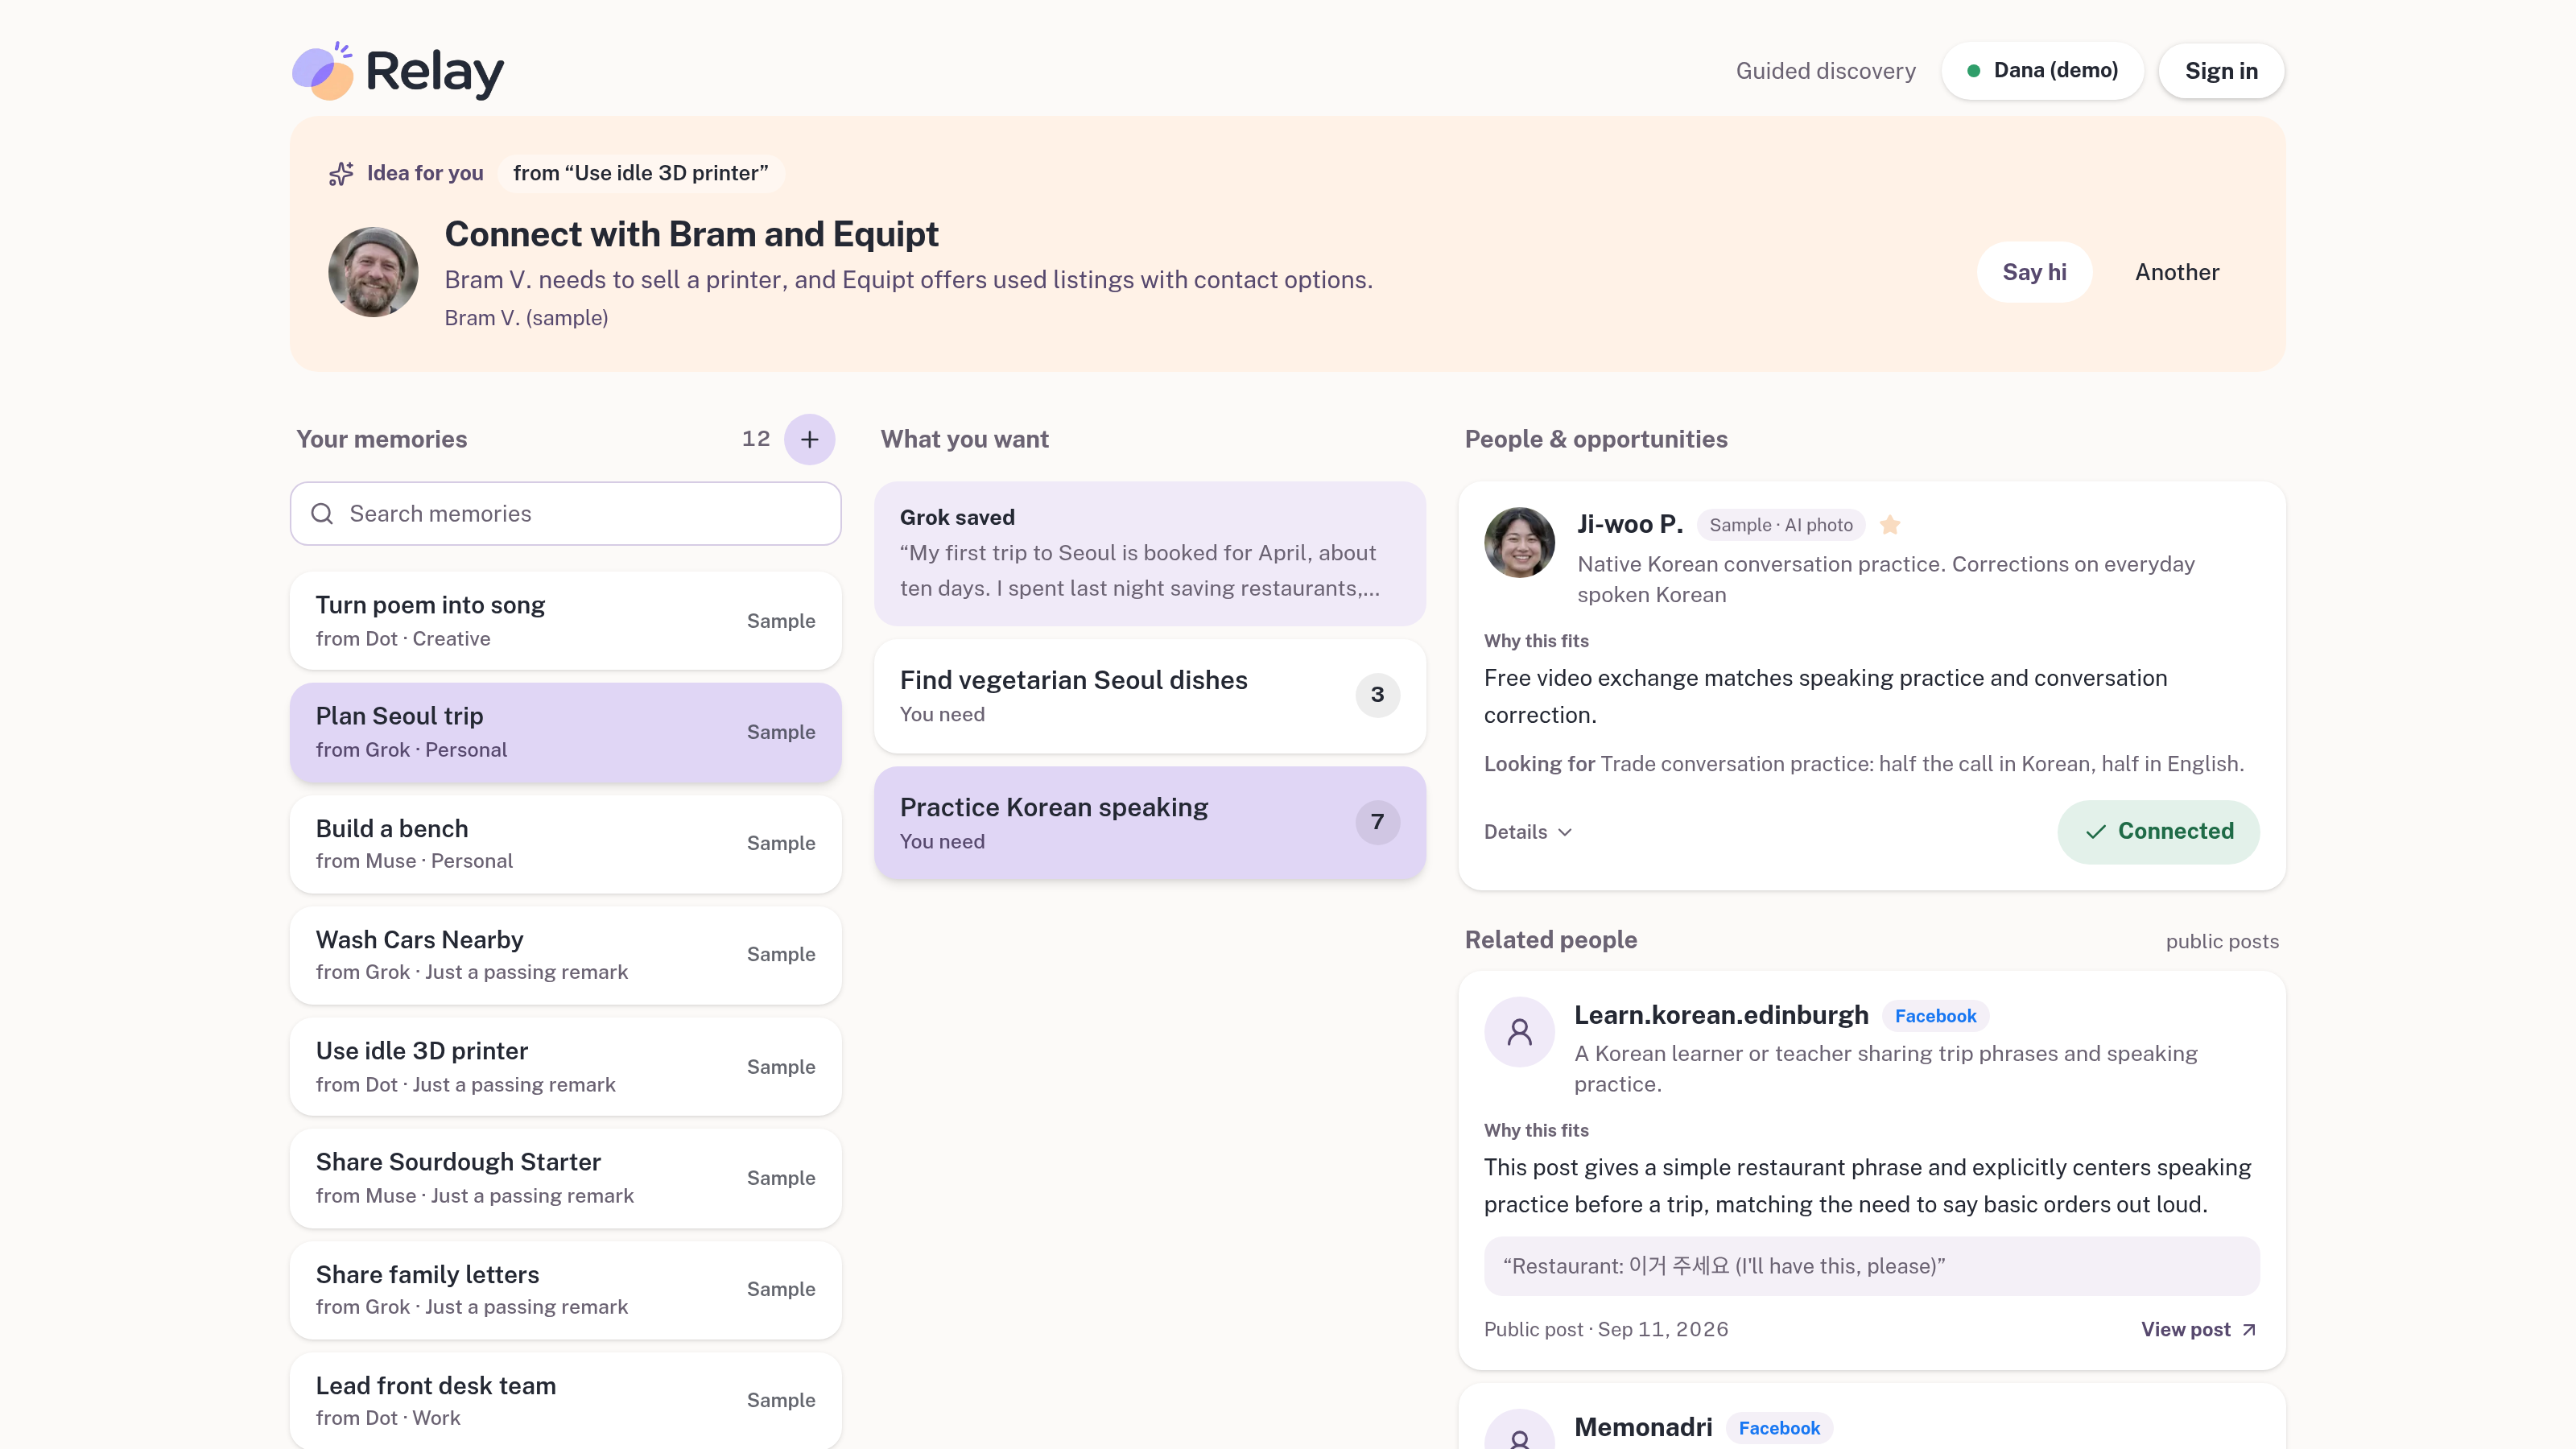 Relay
Guided discovery
Dana (demo)
Sign in
Idea for you
from “Use idle 3D printer”
Connect with Bram and Equipt
Bram V. needs to sell a printer, and Equipt offers used listings with contact options.
Bram V. (sample)
Say hi
Another
Your memories
12
Search memories
Turn poem into song
from Dot · Creative
Sample
Plan Seoul trip
from Grok · Personal
Sample
Build a bench
from Muse · Personal
Sample
Wash Cars Nearby
from Grok · Just a passing remark
Sample
Use idle 3D printer
from Dot · Just a passing remark
Sample
Share Sourdough Starter
from Muse · Just a passing remark
Sample
Share family letters
from Grok · Just a passing remark
Sample
Lead front desk team
from Dot · Work
Sample
What you want
Grok saved
“My first trip to Seoul is booked for April, about
ten days. I spent last night saving restaurants,...
Find vegetarian Seoul dishes
You need
3
Practice Korean speaking
You need
7
People & opportunities
Ji-woo P.
Sample · AI photo
Native Korean conversation practice. Corrections on everyday
spoken Korean
Why this fits
Free video exchange matches speaking practice and conversation
correction.
Looking for Trade conversation practice: half the call in Korean, half in English.
Details
Connected
Related people
public posts
Learn.korean.edinburgh
Facebook
A Korean learner or teacher sharing trip phrases and speaking
practice.
Why this fits
This post gives a simple restaurant phrase and explicitly centers speaking
practice before a trip, matching the need to say basic orders out loud.
“Restaurant: 이거 주세요 (I'll have this, please)”
Public post · Sep 11, 2026
View post
Memonadri
Facebook